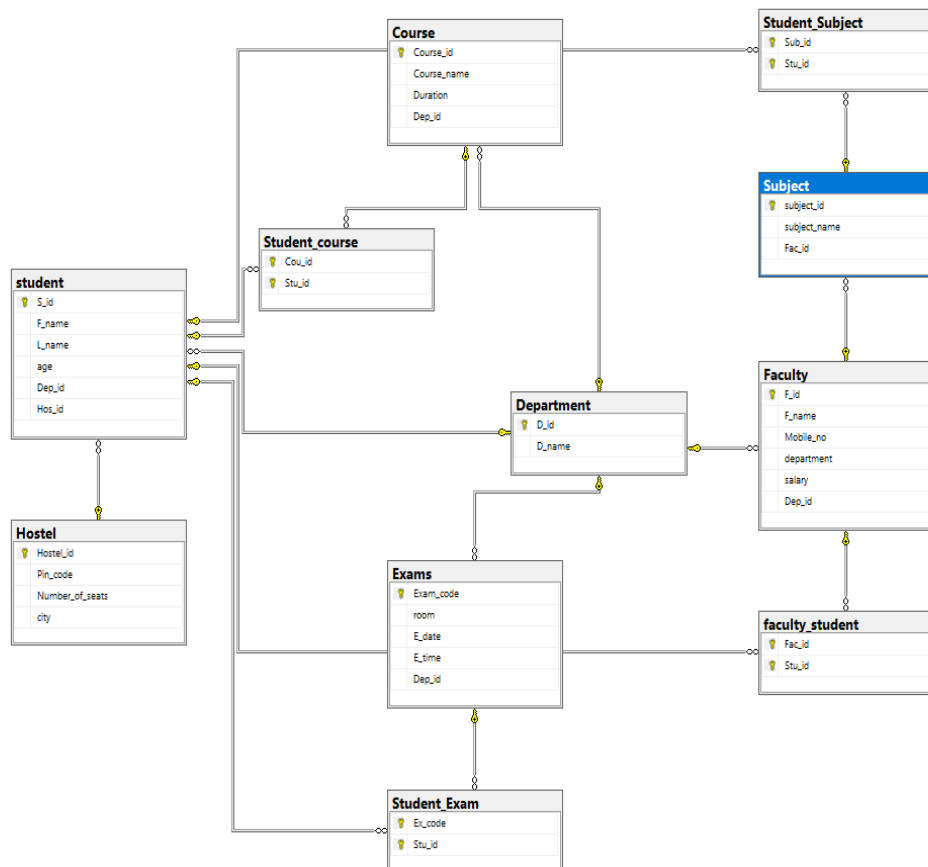 Course
Course_id
Course_name
Duration
Dep_id
Student_Subject
Sub_id
Stu_id
Subject
subject_id
subject_name
Fac_id
Student_course
Cou_id
Stu_id
student
S_id
F_name
L_name
age
Dep_id
Hos_id
Department
D_id
D_name
Faculty
F_id
F_name
Mobile_no
department
salary
Dep_id
Hostel
Hostel_id
Pin_code
Number_of_seats
city
Exams
Exam_code
room
E_date
E_time
Dep_id
faculty_student
Fac_id
Stu_id
Student_Exam
Ex_code
Stu_id